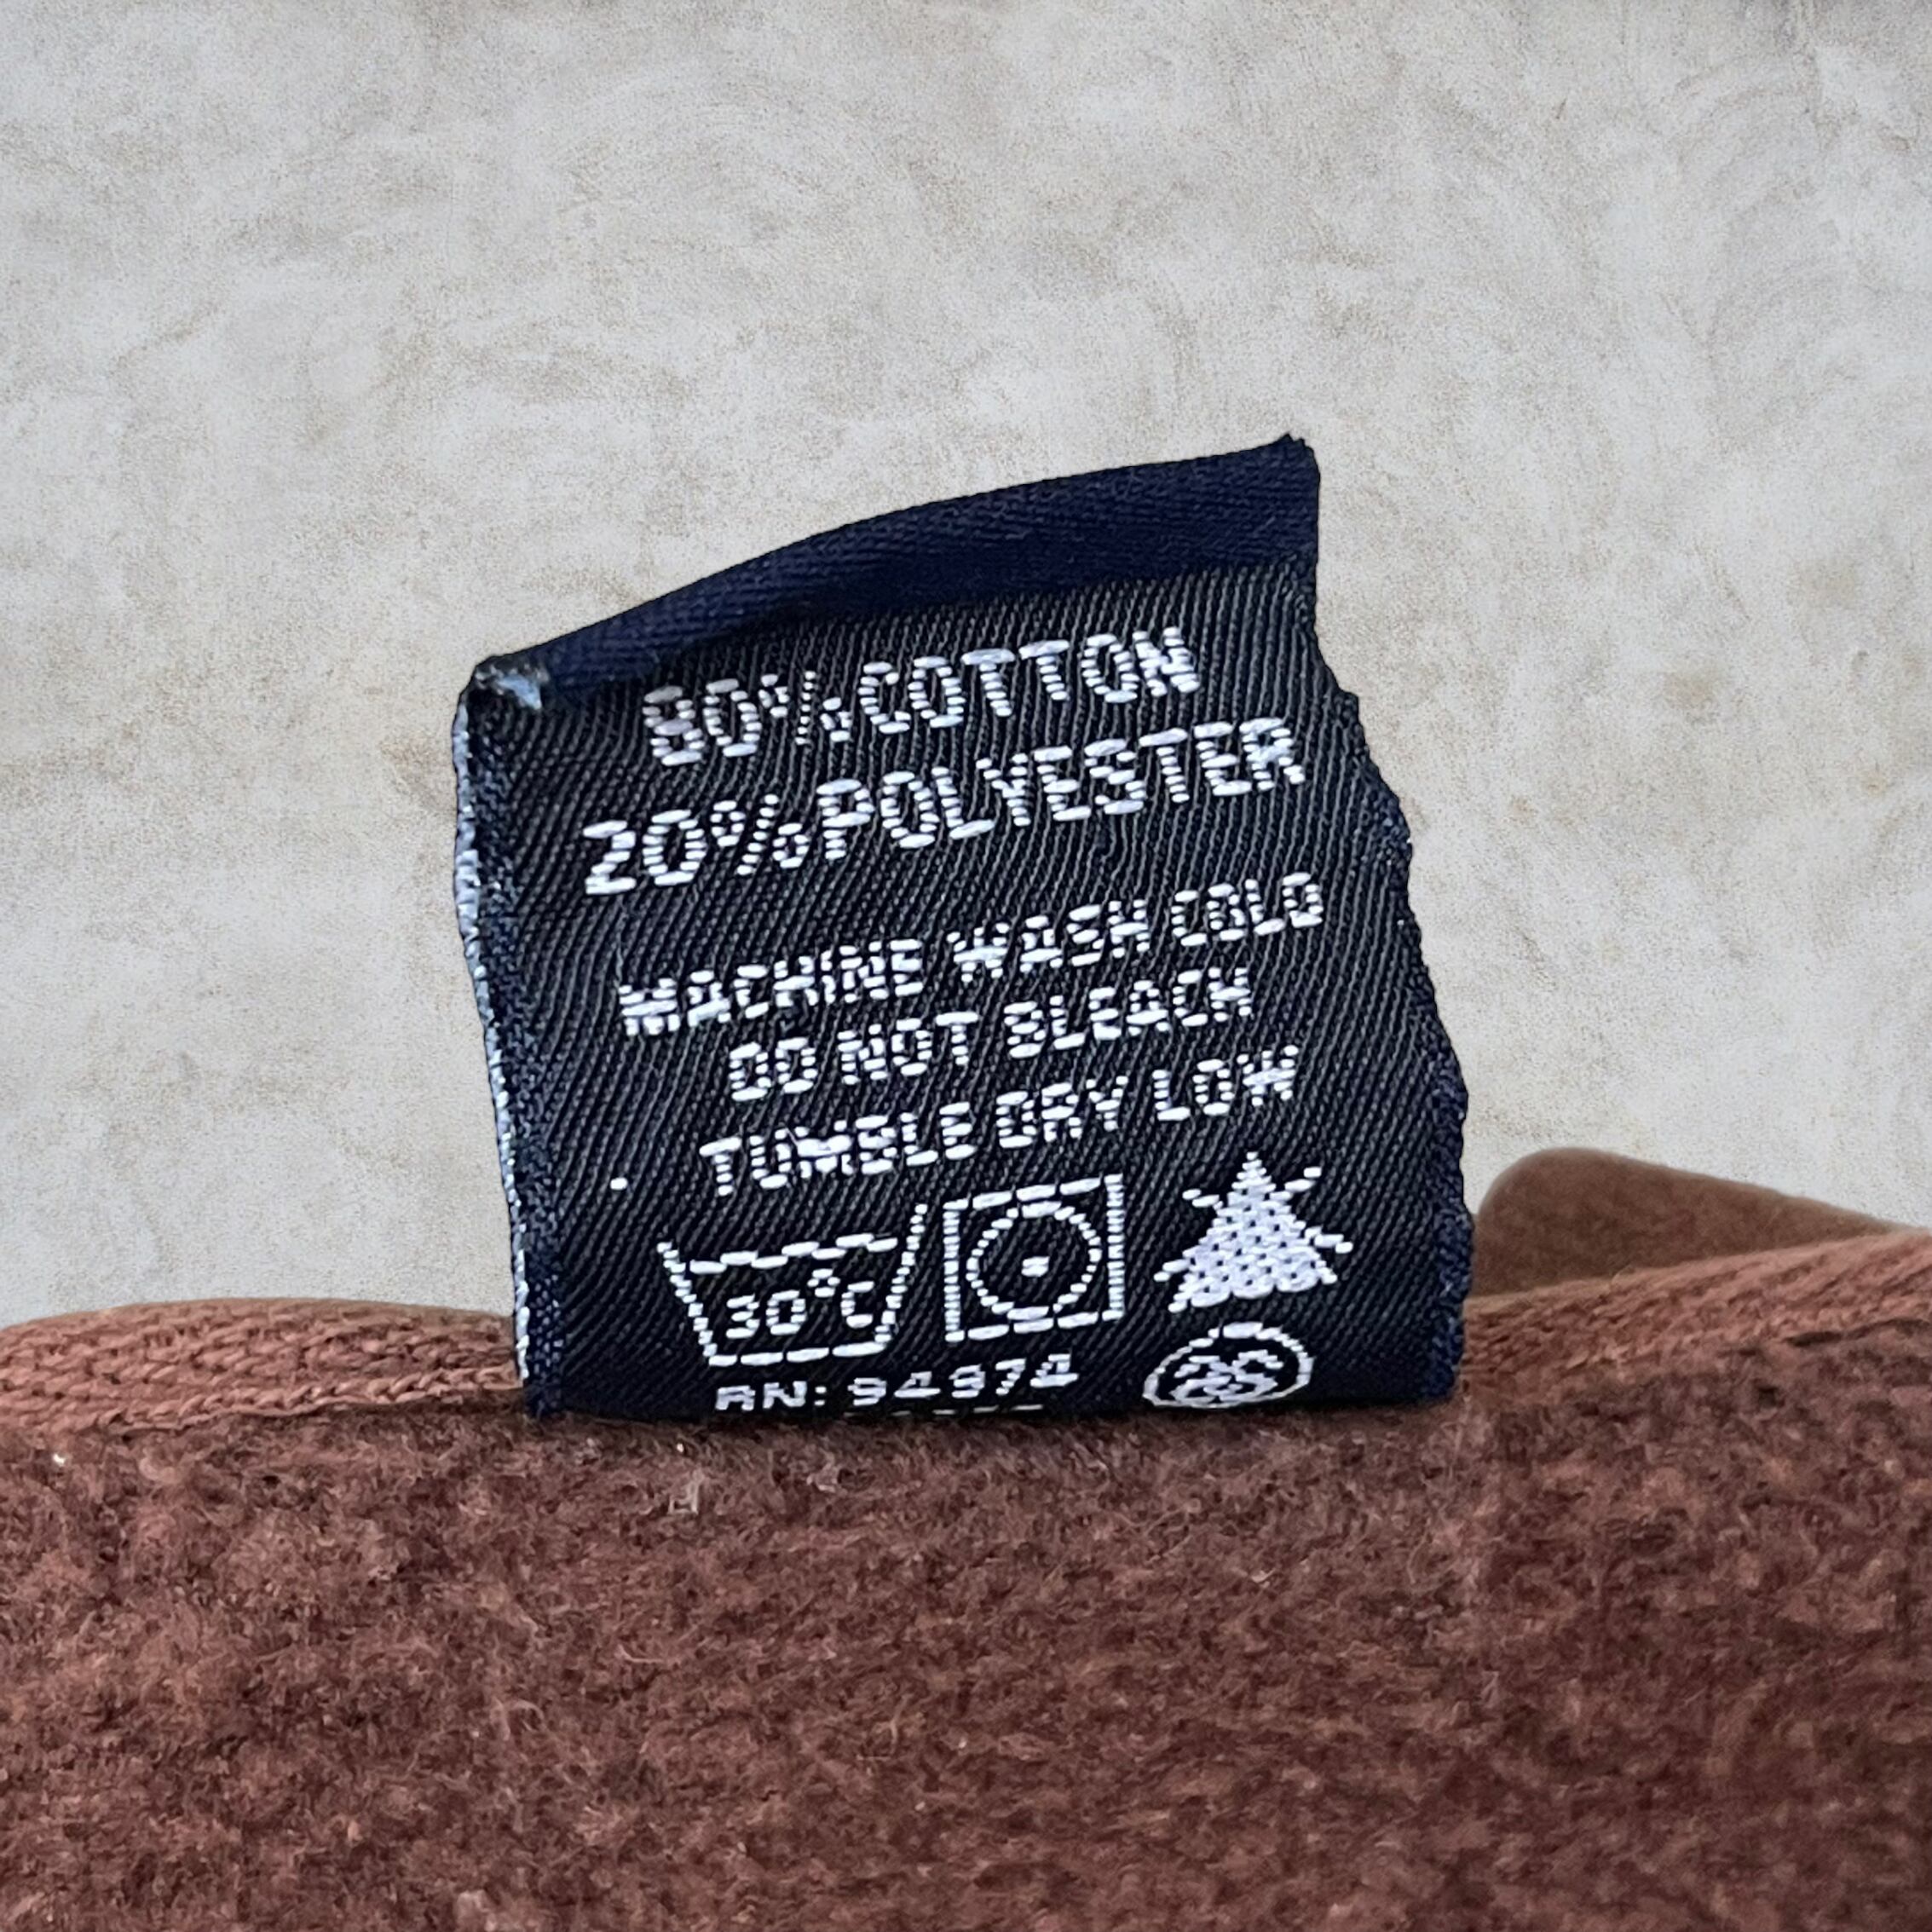 80% COTTON
20% POLYESTER
MACHINE WASH COLD
DO NOT BLEACH
TUMBLE DRY LOW
30°C
RN: 94974